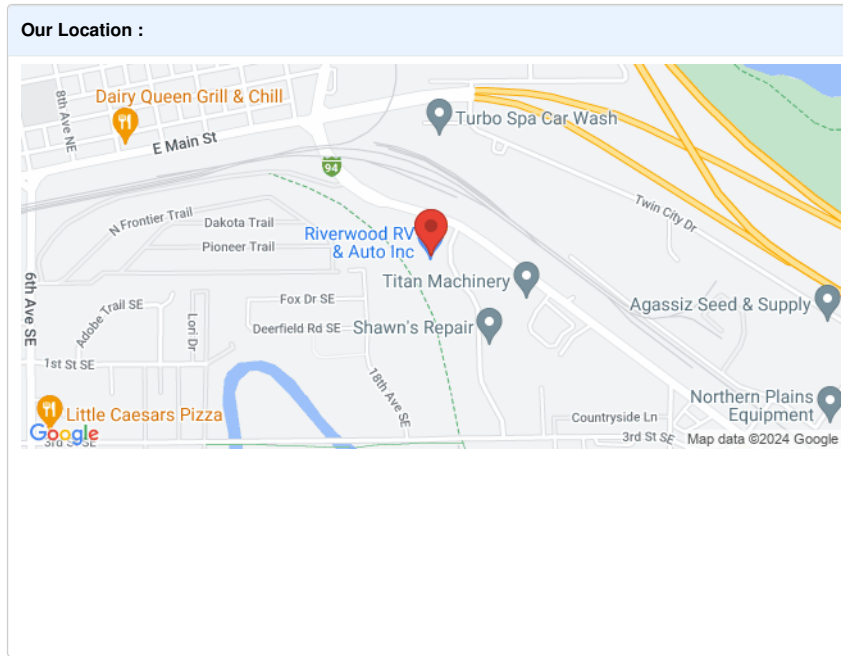 Our Location :
8th Ave NE
Dairy Queen Grill & Chill
Turbo Spa Car Wash
E Main St
94
Twin City Dr
N Frontier Trail
Dakota Trail
Pioneer Trail
Riverwood RV
& Auto Inc
Titan Machinery
6th Ave SE
Adobe Trail SE
Lori Dr
Fox Dr SE
Deerfield Rd SE
Shawn's Repair
Agassiz Seed & Supply
1st St SE
18th Ave SE
Little Caesars Pizza
Northern Plains
Equipment
Countryside Ln
Google
3rd St SE
3rd St SE
Map data ©2024 Google